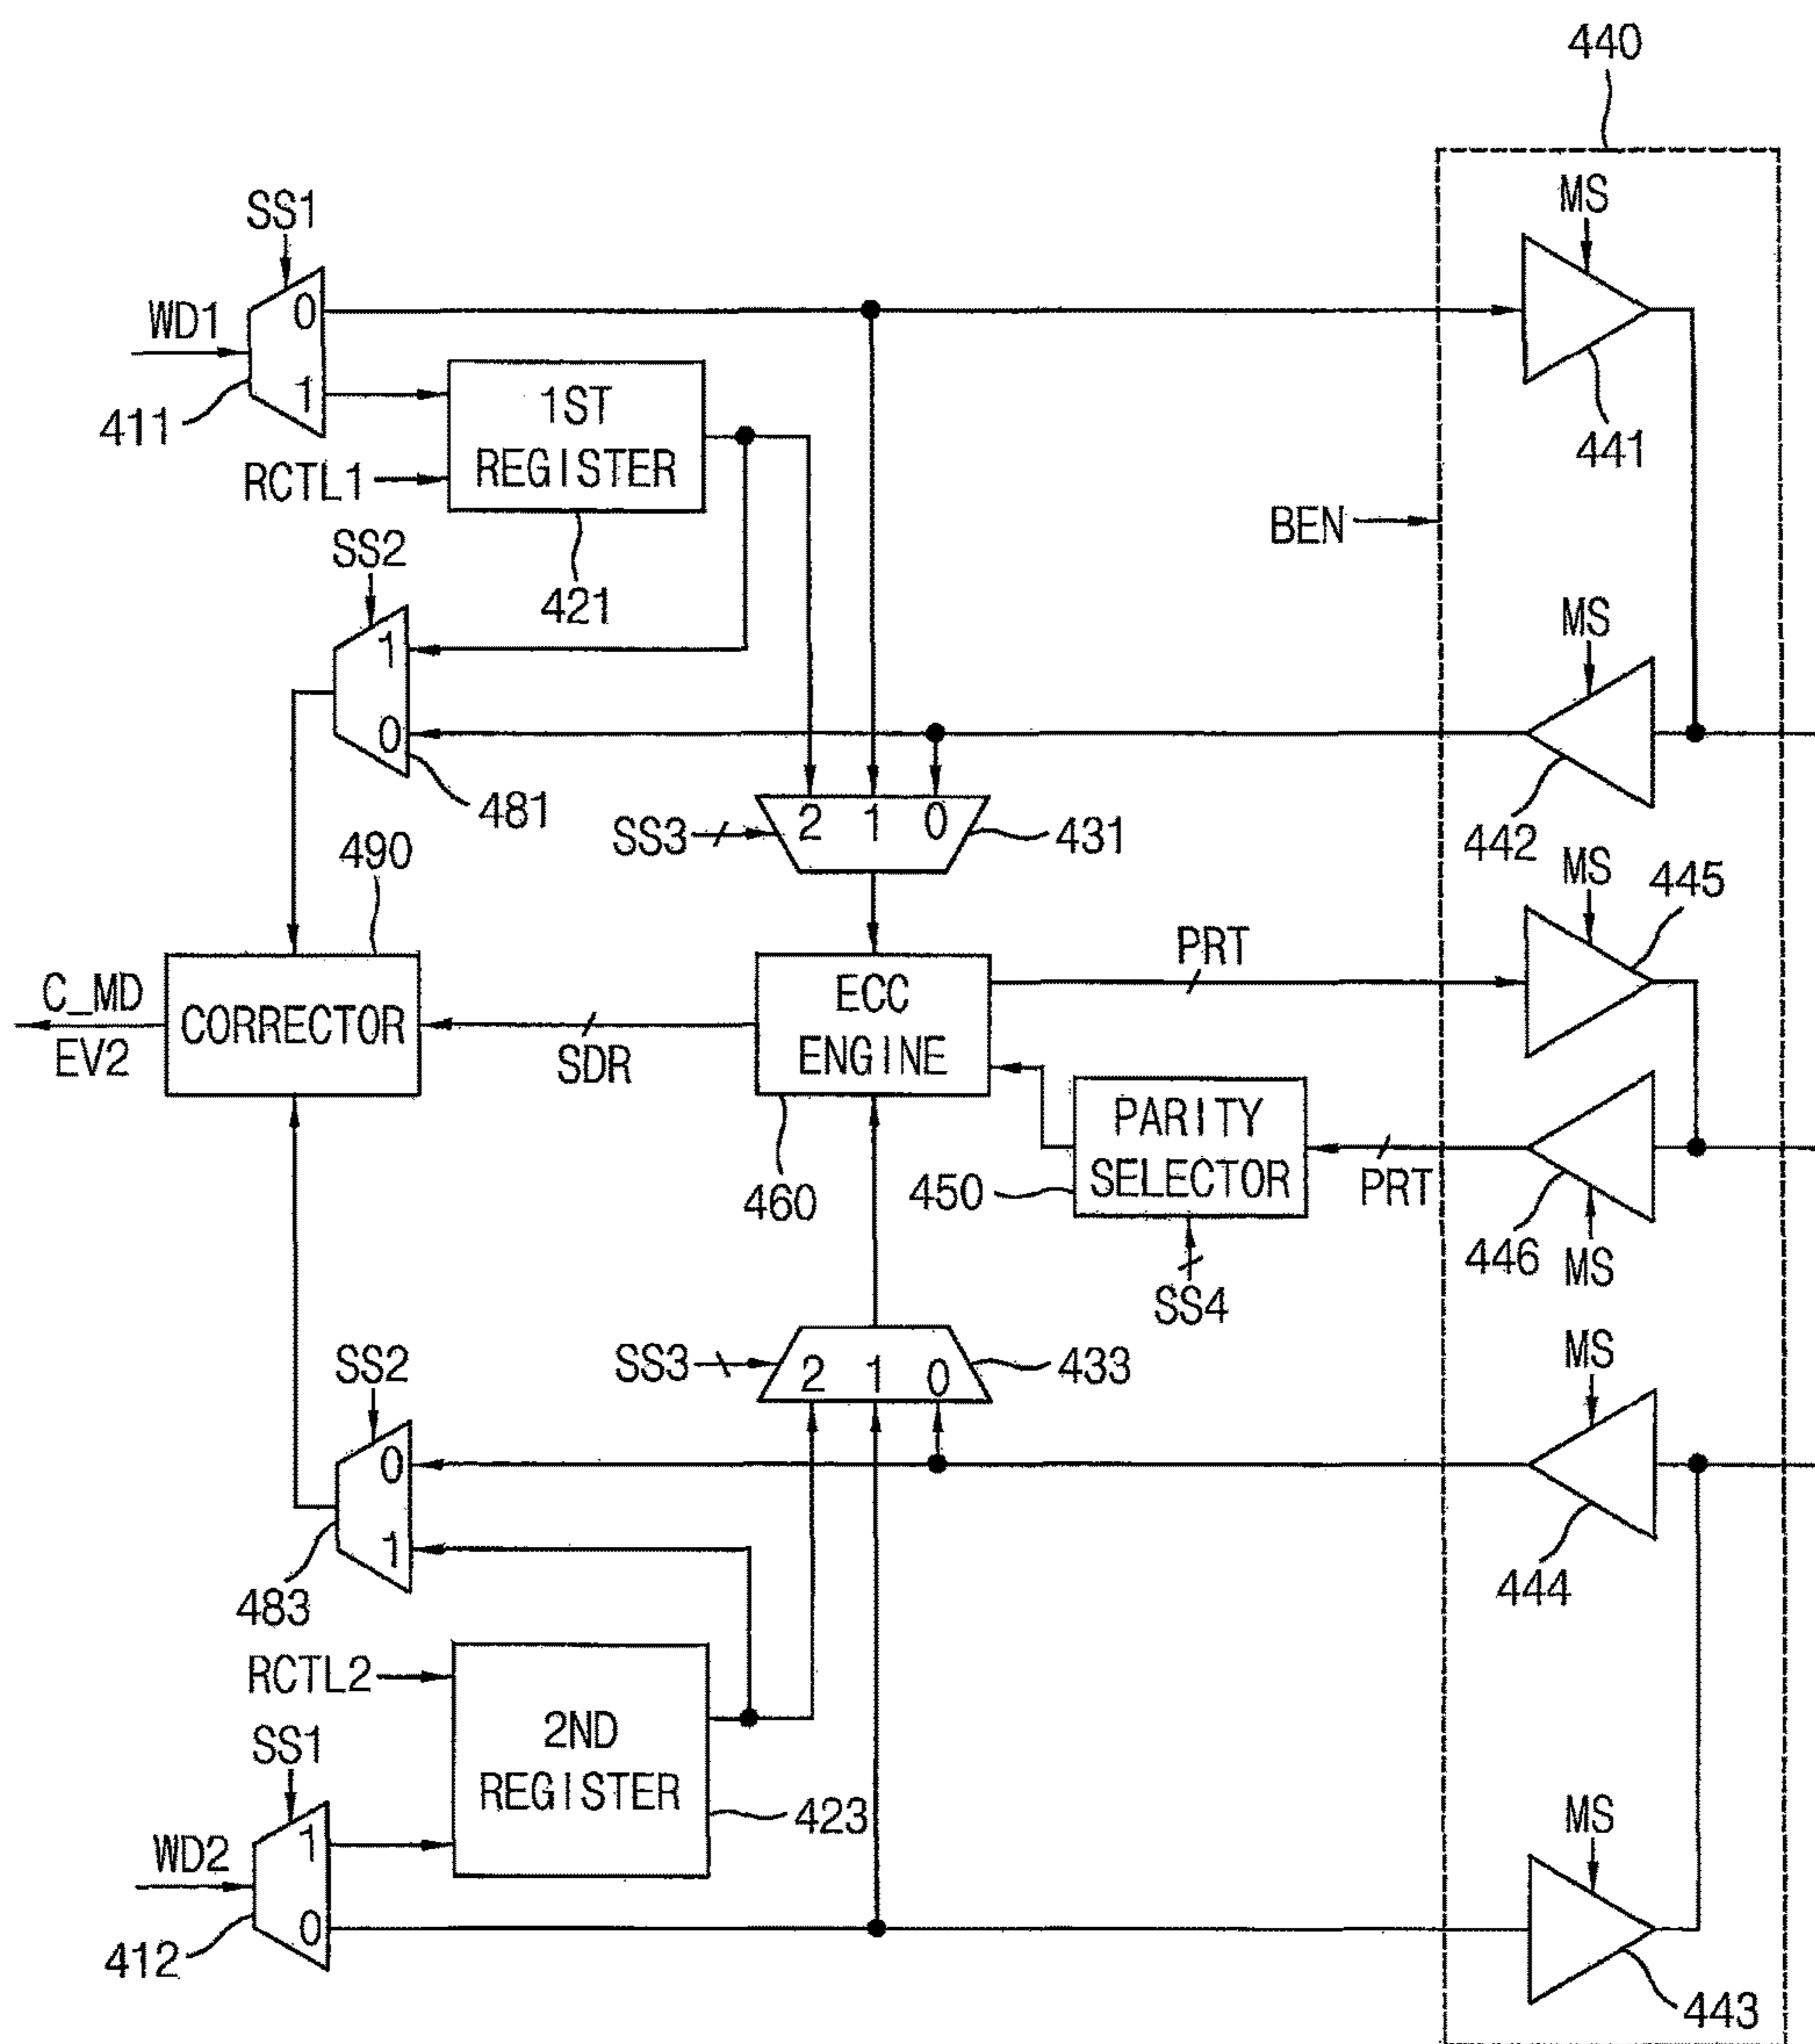 440
MS
SS1
WD1
0
1
411
1ST
REGISTER
RCTL1
421
441
BEN
SS2
1
0
481
MS
442
SS3
2 1 0
431
490
MS
445
C_MD
EV2
CORRECTOR
SDR
ECC
ENGINE
460
PRT
PARITY
SELECTOR
450
SS4
PRT
446
MS
SS3
2 1 0
433
MS
444
SS2
0
1
483
RCTL2
2ND
REGISTER
423
SS1
WD2
1
0
412
MS
443